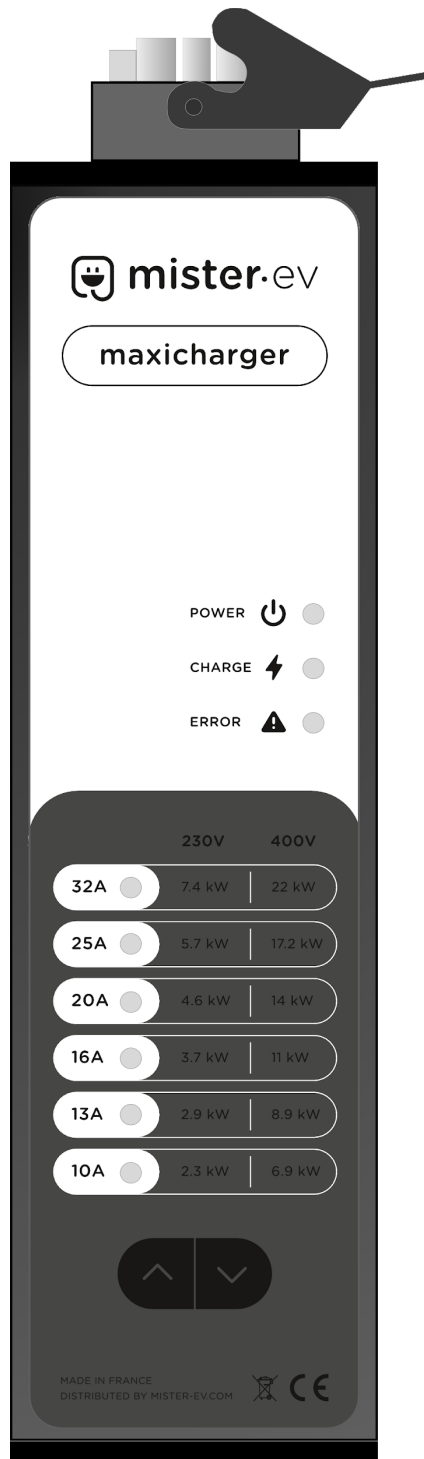 mister·ev
maxicharger
POWER
CHARGE
ERROR
230V 400V
32A 7.4 kW 22 kW
25A 5.7 kW 17.2 kW
20A 4.6 kW 14 kW
16A 3.7 kW 11 kW
13A 2.9 kW 8.9 kW
10A 2.3 kW 6.9 kW
MADE IN FRANCE
DISTRIBUTED BY MISTER-EV.COM
CE